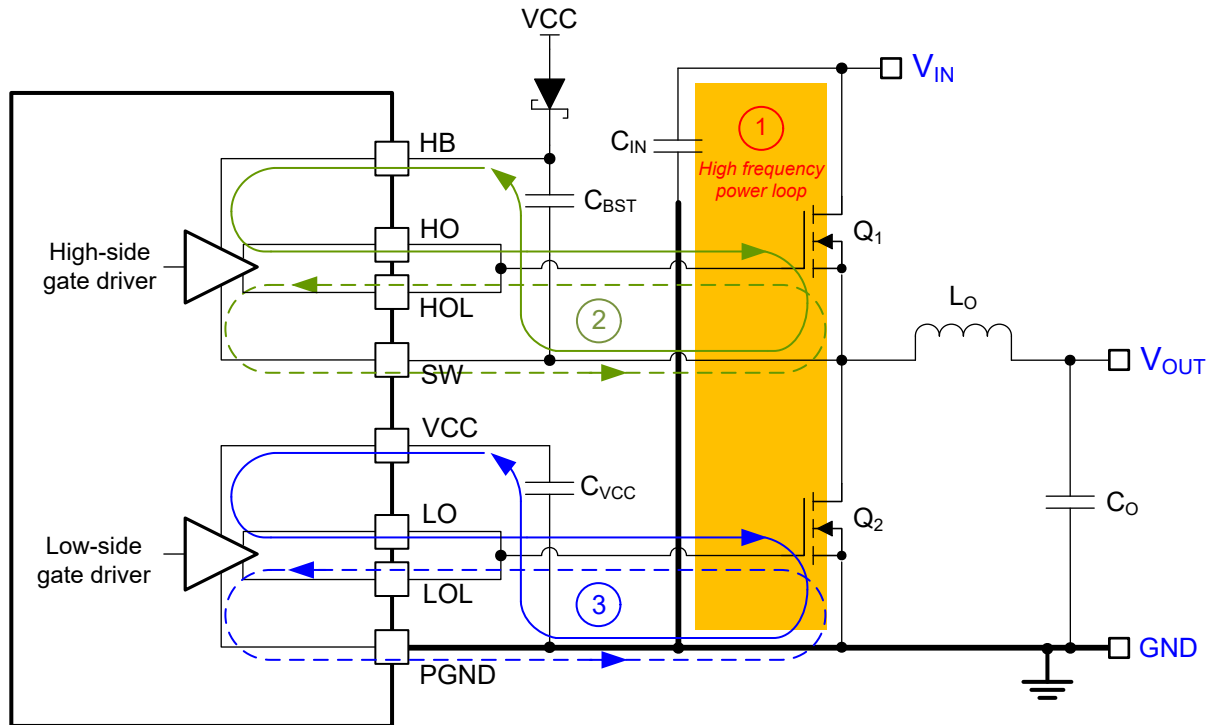 VCC
V_IN
HB
C_IN
1
High frequency
power loop
C_BST
HO
Q_1
High-side
gate driver
HOL
L_O
2
SW
V_OUT
VCC
C_VCC
LO
Q_2
C_O
Low-side
gate driver
LOL
3
PGND
GND